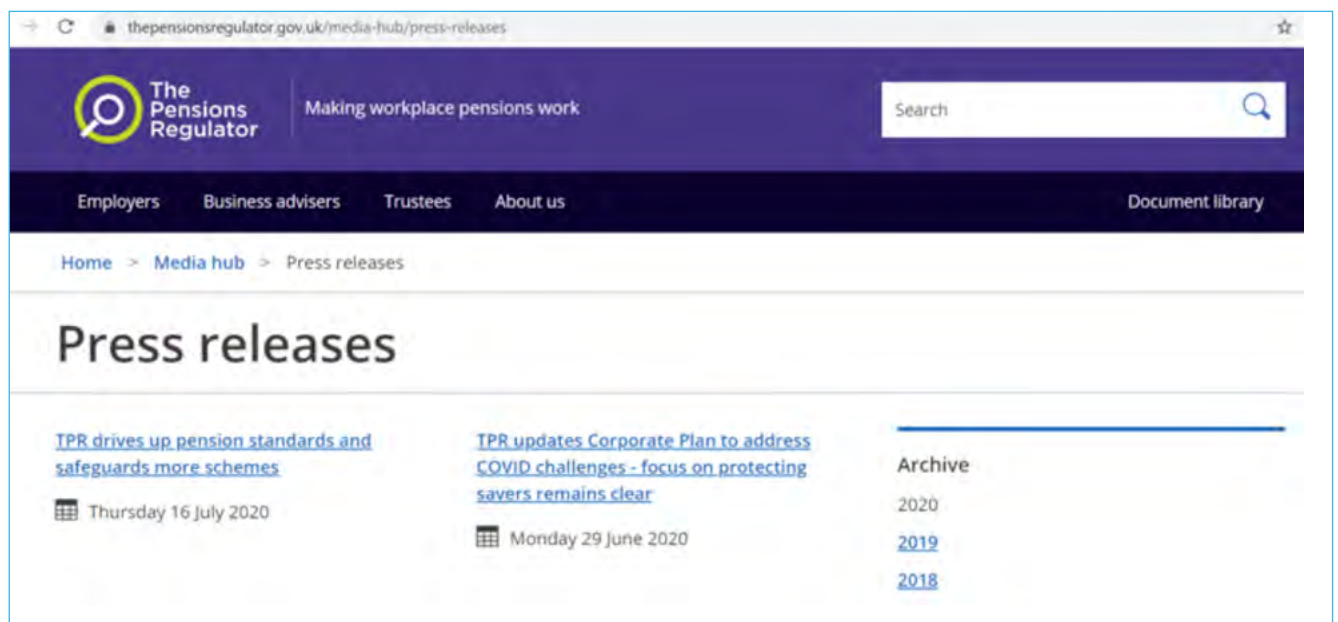 thepensionsregulator.gov.uk/media-hub/press-releases
The
Pensions
Regulator
Making workplace pensions work
Search
Employers Business advisers Trustees About us Document library
Home > Media hub > Press releases
Press releases
TPR drives up pension standards and
safeguards more schemes
Thursday 16 July 2020
TPR updates Corporate Plan to address
COVID challenges - focus on protecting
savers remains clear
Monday 29 June 2020
Archive
2020
2019
2018